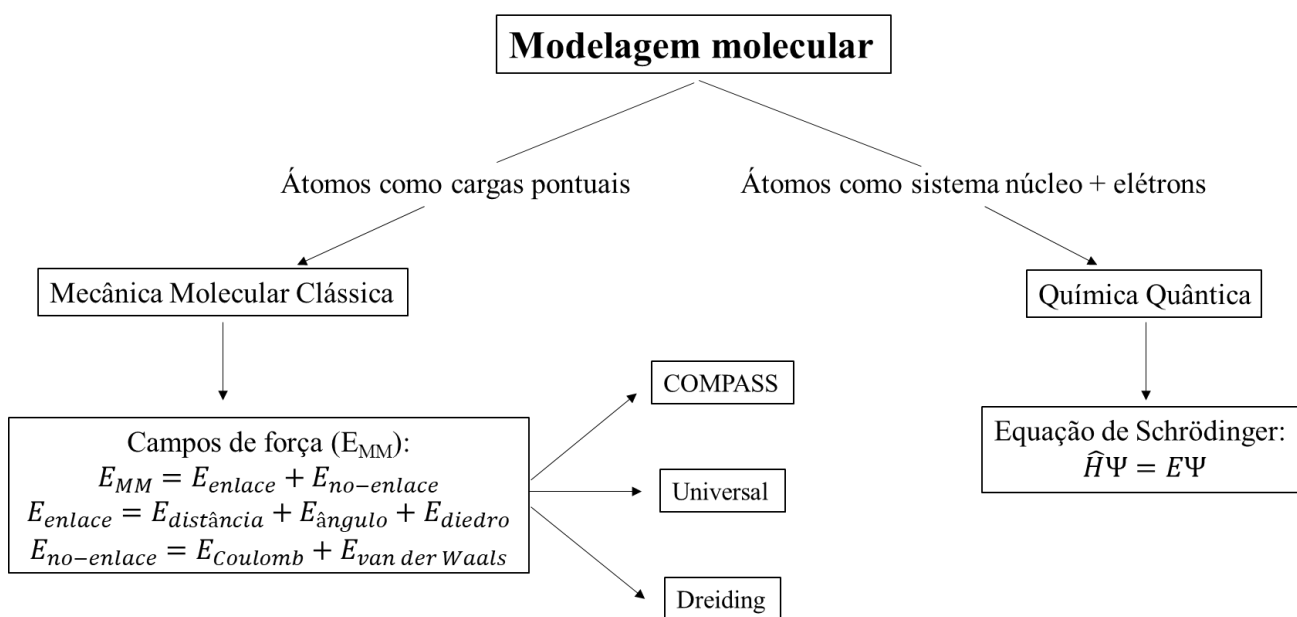 Modelagem molecular
Átomos como cargas pontuais
Átomos como sistema núcleo + elétrons
Mecânica Molecular Clássica
Química Quântica
COMPASS
Campos de força (E_MM):
E_MM = E_enlace + E_no−enlace
E_enlace = E_distância + E_ângulo + E_diedro
E_no−enlace = E_Coulomb + E_van der Waals
Equação de Schrödinger:
ĤΨ = EΨ
Universal
Dreiding